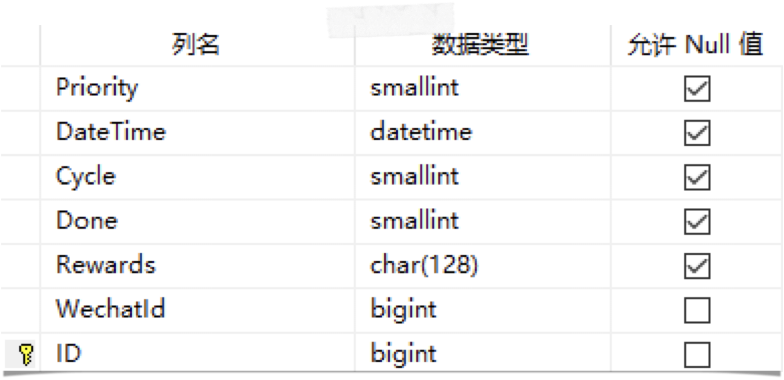 列名 数据类型 允许 Null 值
Priority smallint
DateTime datetime
Cycle smallint
Done smallint
Rewards char(128)
WechatId bigint
ID bigint